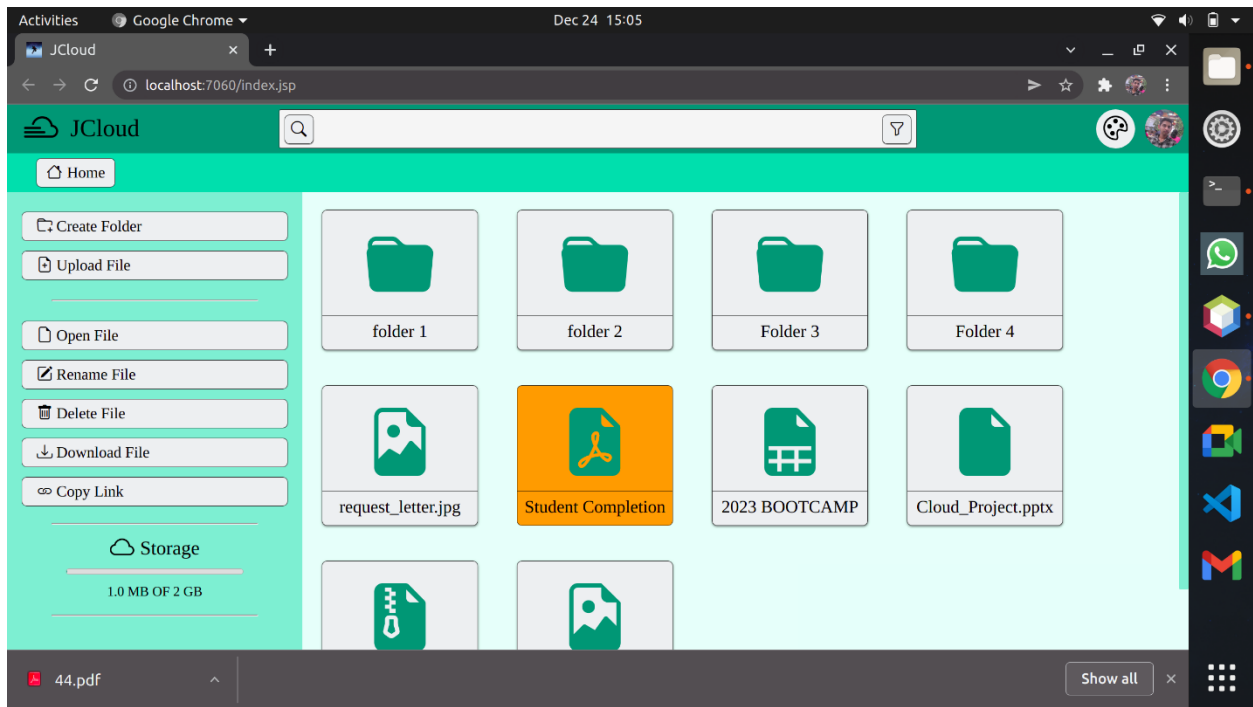 Activities Google Chrome Dec 24 15:05
JCloud
localhost:7060/index.jsp
JCloud
Home
Create Folder
Upload File
Open File
Rename File
Delete File
Download File
Copy Link
Storage
1.0 MB OF 2 GB
folder 1 folder 2 Folder 3 Folder 4
request_letter.jpg Student Completion 2023 BOOTCAMP Cloud_Project.pptx
44.pdf Show all